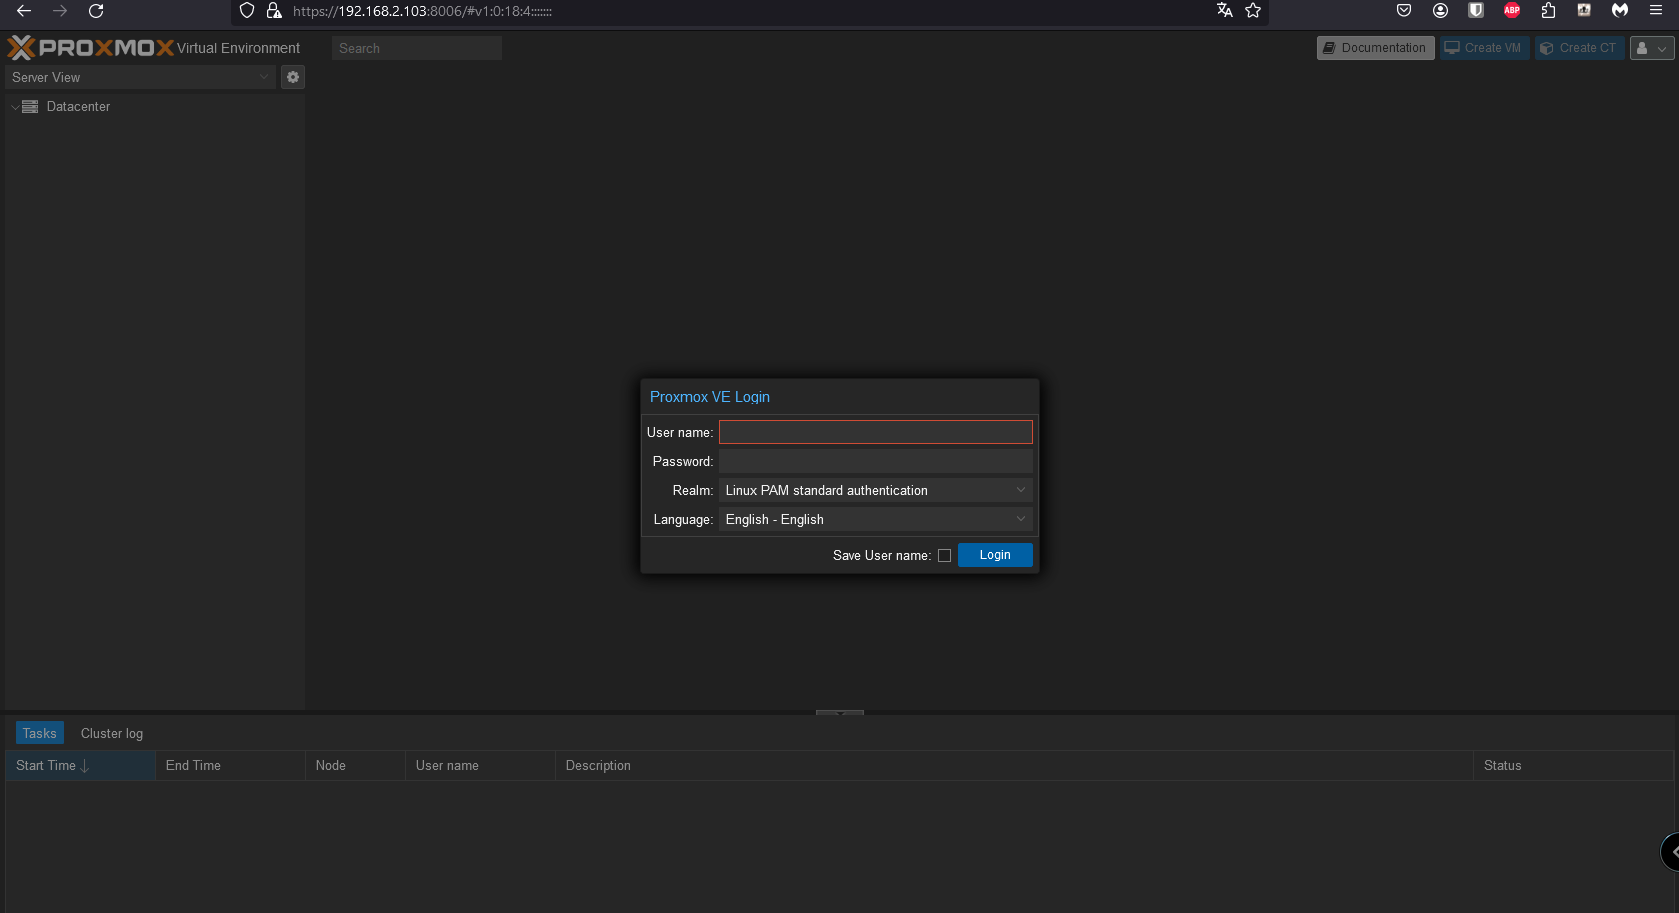 https://192.168.2.103:8006/#v1:0:18:4:::::::
ABP
PROXMOX Virtual Environment
Search
Documentation
Create VM
Create CT
Server View
Datacenter
Proxmox VE Login
User name:
Password:
Realm: Linux PAM standard authentication
Language: English - English
Save User name:
Login
Tasks
Cluster log
Start Time
End Time
Node
User name
Description
Status